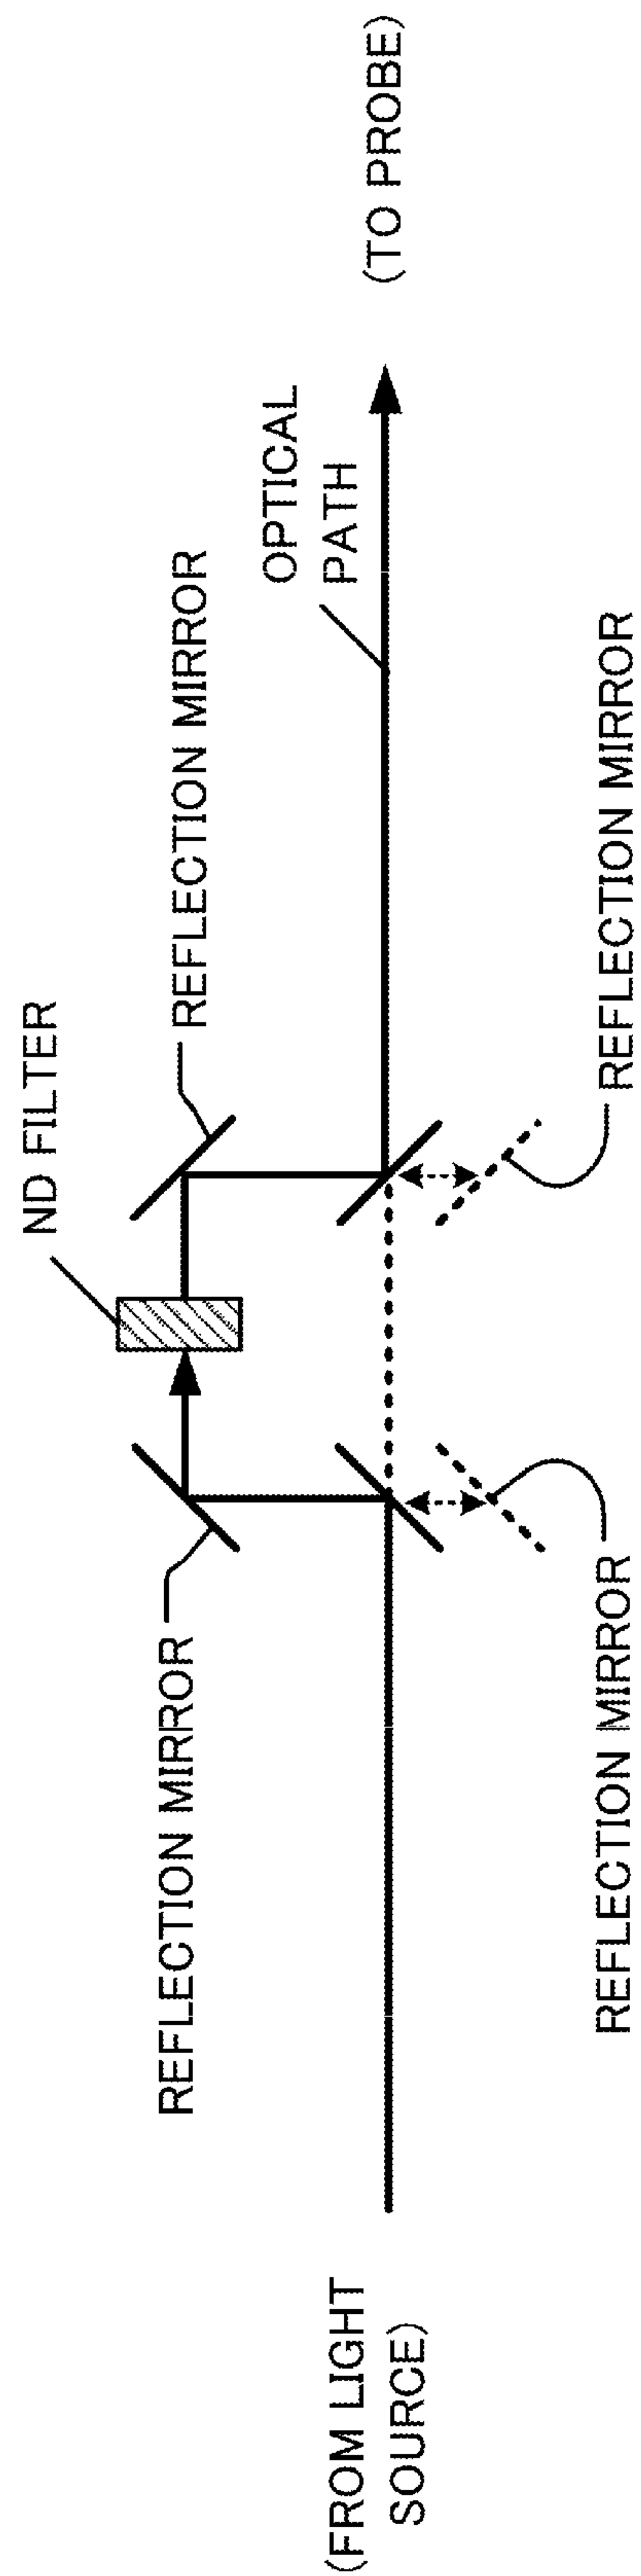 ND FILTER
REFLECTION MIRROR
REFLECTION MIRROR
OPTICAL
PATH
(FROM LIGHT
SOURCE)
(TO PROBE)
REFLECTION MIRROR
REFLECTION MIRROR